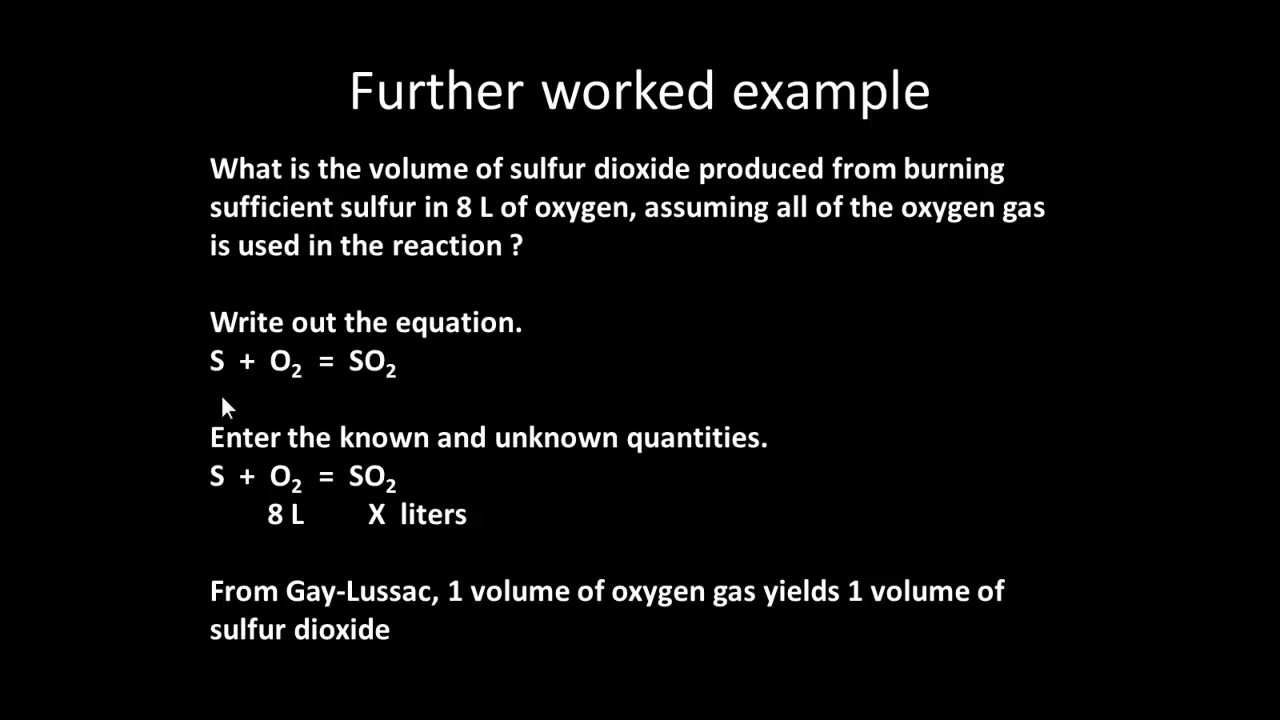 Further worked example
What is the volume of sulfur dioxide produced from burning
sufficient sulfur in 8 L of oxygen, assuming all of the oxygen gas
is used in the reaction ?
Write out the equation.
S + O₂ = SO₂
Enter the known and unknown quantities.
S + O₂ = SO₂
8 L X liters
From Gay-Lussac, 1 volume of oxygen gas yields 1 volume of
sulfur dioxide